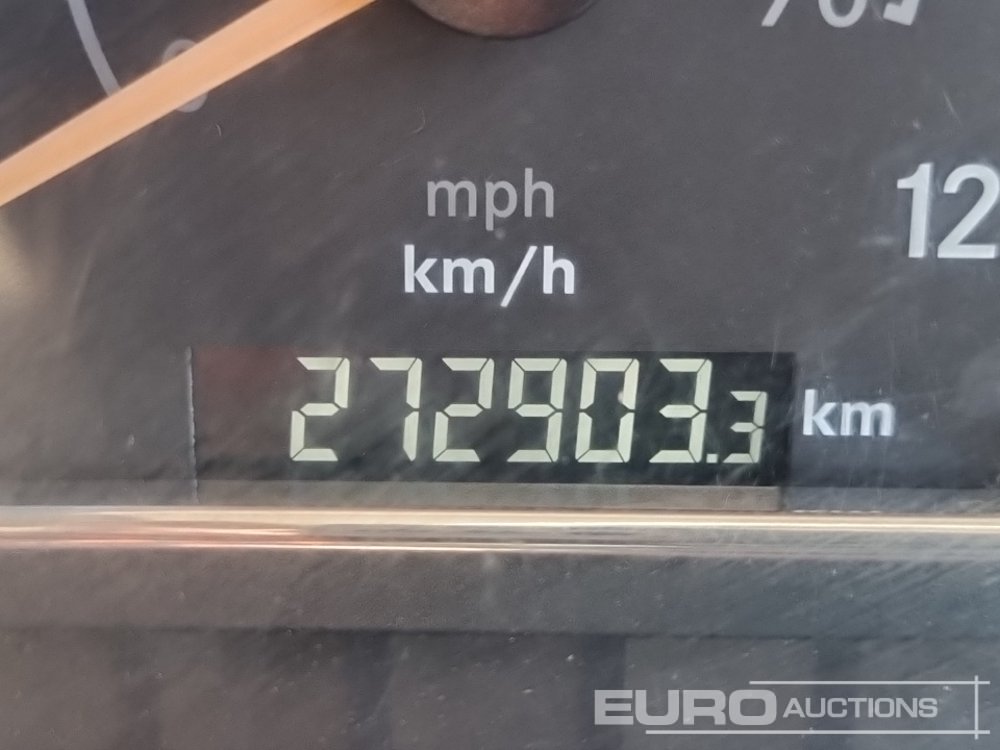 mph
km/h
12
272903.3 km
EURO AUCTIONS